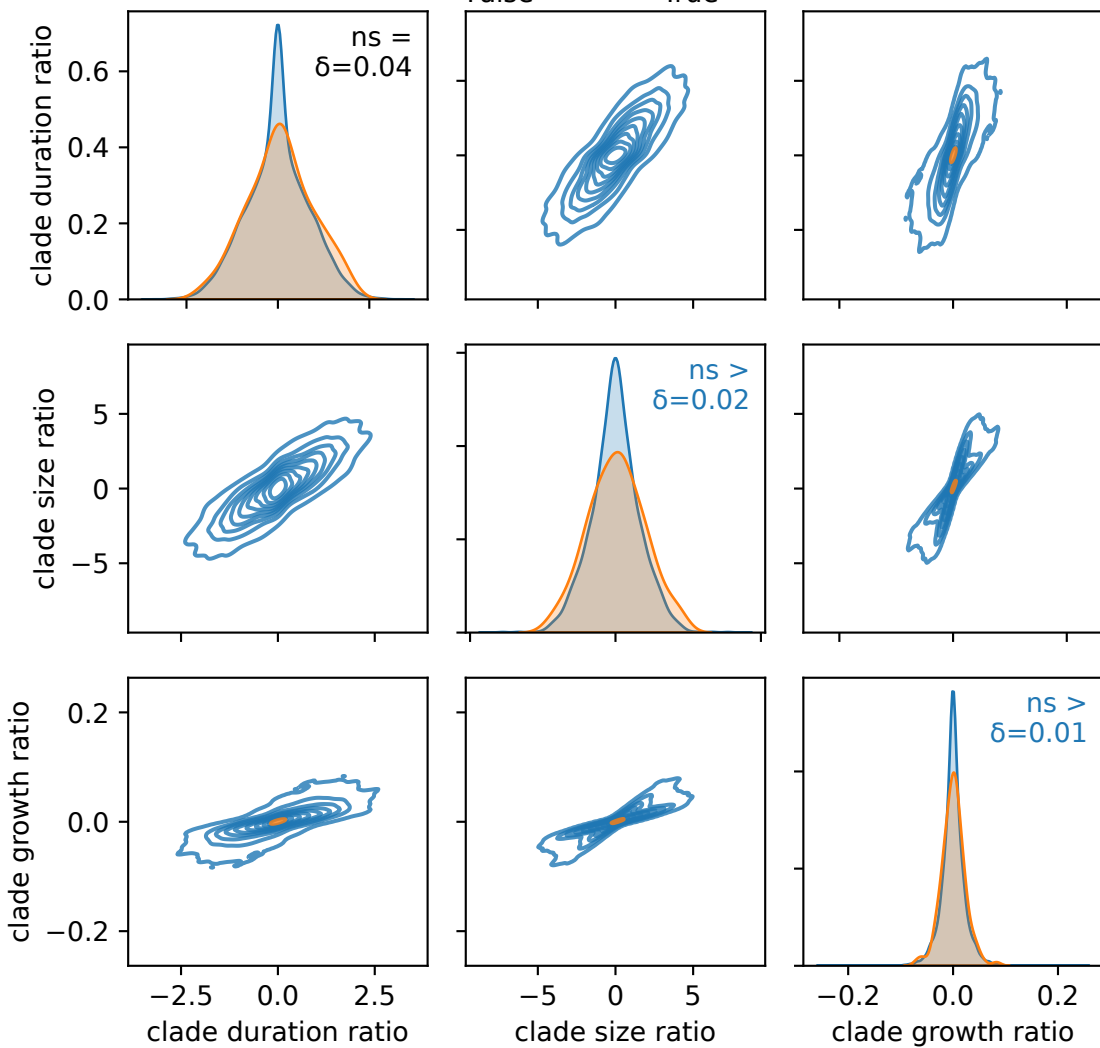 clade duration ratio
0.6
0.4
0.2
0.0
ns =
δ=0.04
clade size ratio
5
0
−5
ns >
δ=0.02
clade growth ratio
0.2
0.0
−0.2
ns >
δ=0.01
−2.5 0.0 2.5
−5 0 5
−0.2 0.0 0.2
clade duration ratio
clade size ratio
clade growth ratio